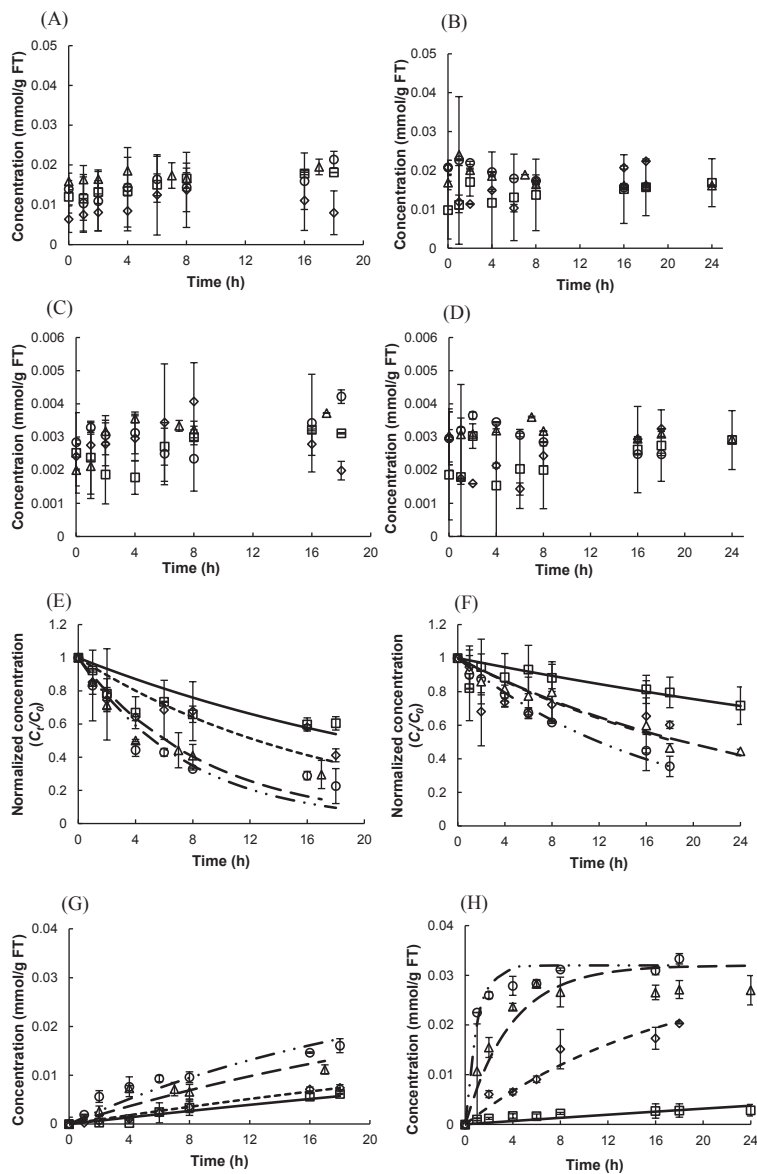 (A)
0.05
0.04
0.03
0.02
0.01
0
Concentration (mmol/g FT)
0 4 8 12 16 20
Time (h)
(B)
0.05
0.04
0.03
0.02
0.01
0
Concentration (mmol/g FT)
0 4 8 12 16 20 24
Time (h)
(C)
0.006
0.005
0.004
0.003
0.002
0.001
0
Concentration (mmol/g FT)
0 4 8 12 16 20
Time (h)
(D)
0.006
0.005
0.004
0.003
0.002
0.001
0
Concentration (mmol/g FT)
0 4 8 12 16 20 24
Time (h)
(E)
1.2
1
0.8
0.6
0.4
0.2
0
Normalized concentration
(Ct/C0)
0 4 8 12 16 20
Time (h)
(F)
1.2
1
0.8
0.6
0.4
0.2
0
Normalized concentration
(Ct/C0)
0 4 8 12 16 20 24
Time (h)
(G)
0.04
0.03
0.02
0.01
0
Concentration (mmol/g FT)
0 4 8 12 16 20
Time (h)
(H)
0.04
0.03
0.02
0.01
0
Concentration (mmol/g FT)
0 4 8 12 16 20 24
Time (h)